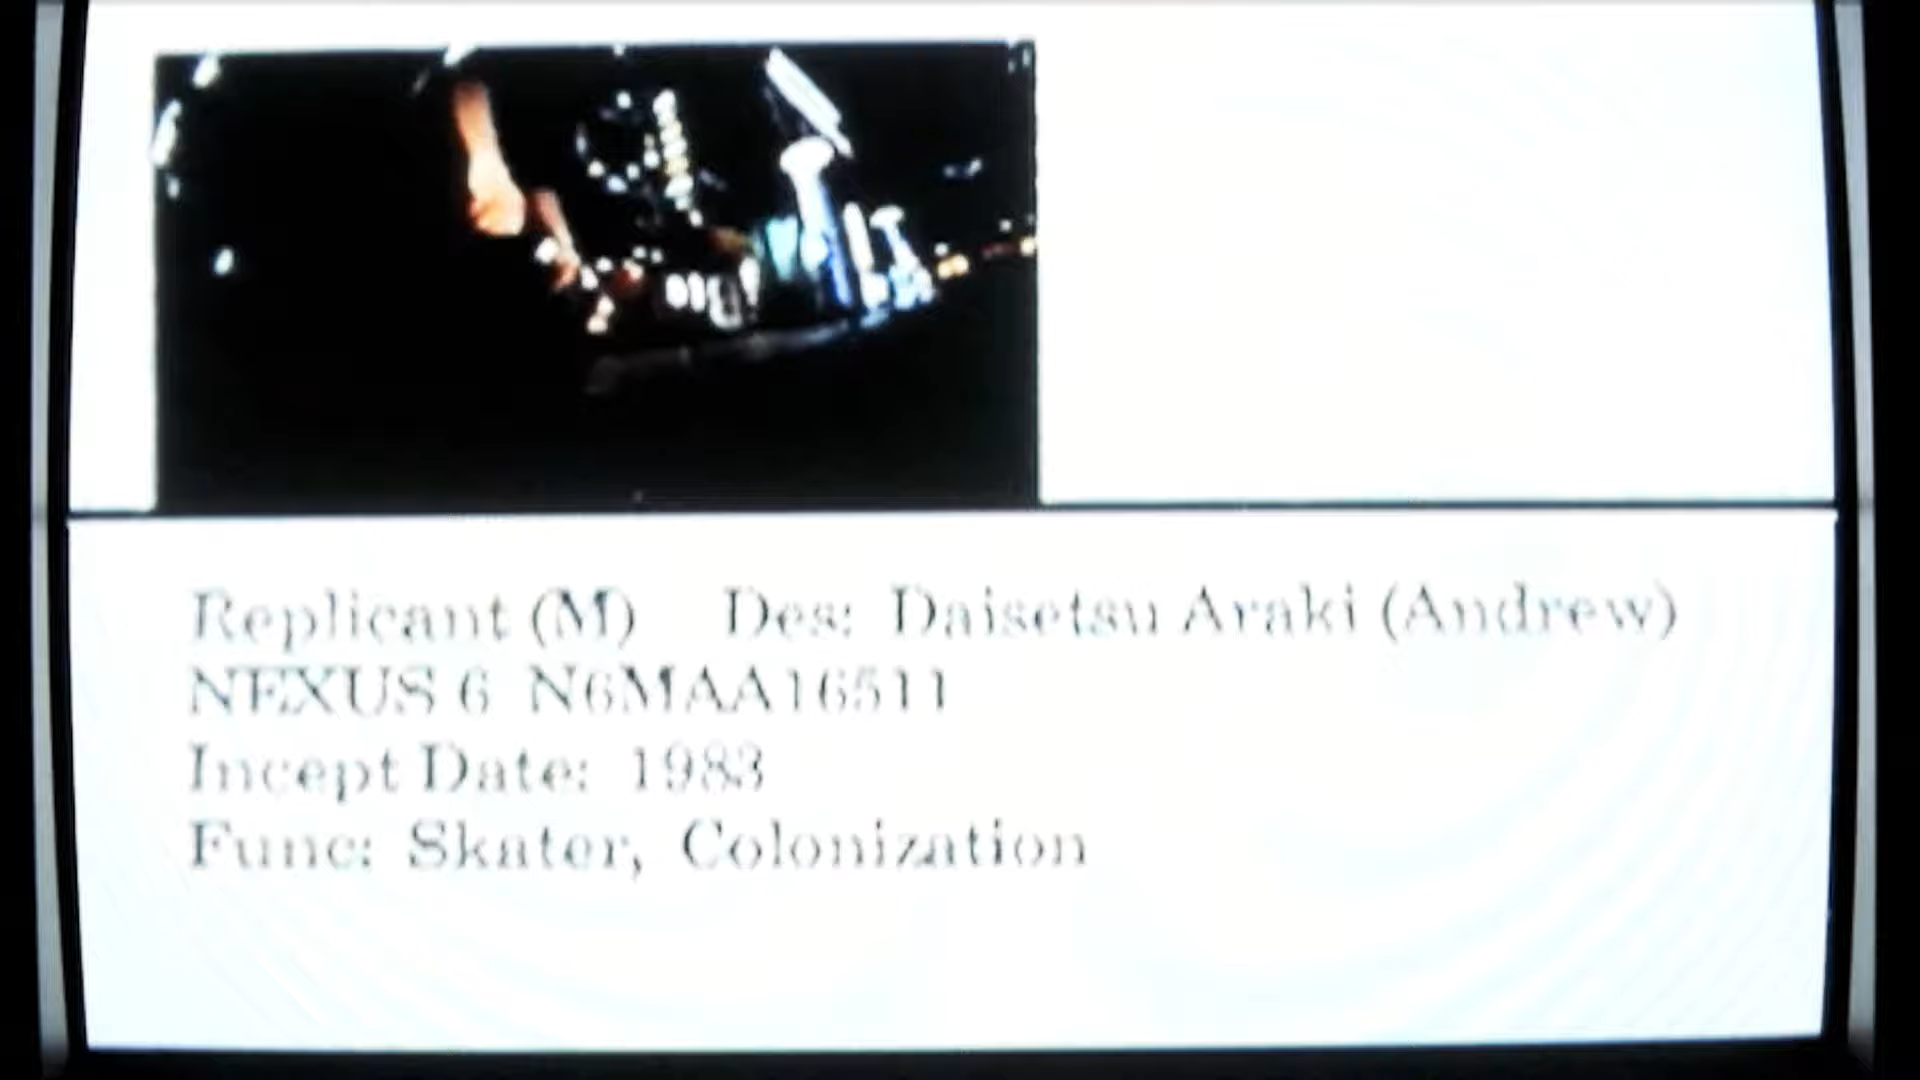 Replicant (M) Des: Daisetsu Araki (Andrew)
NEXUS 6 N6MAA16511
Incept Date: 1983
Func: Skater, Colonization